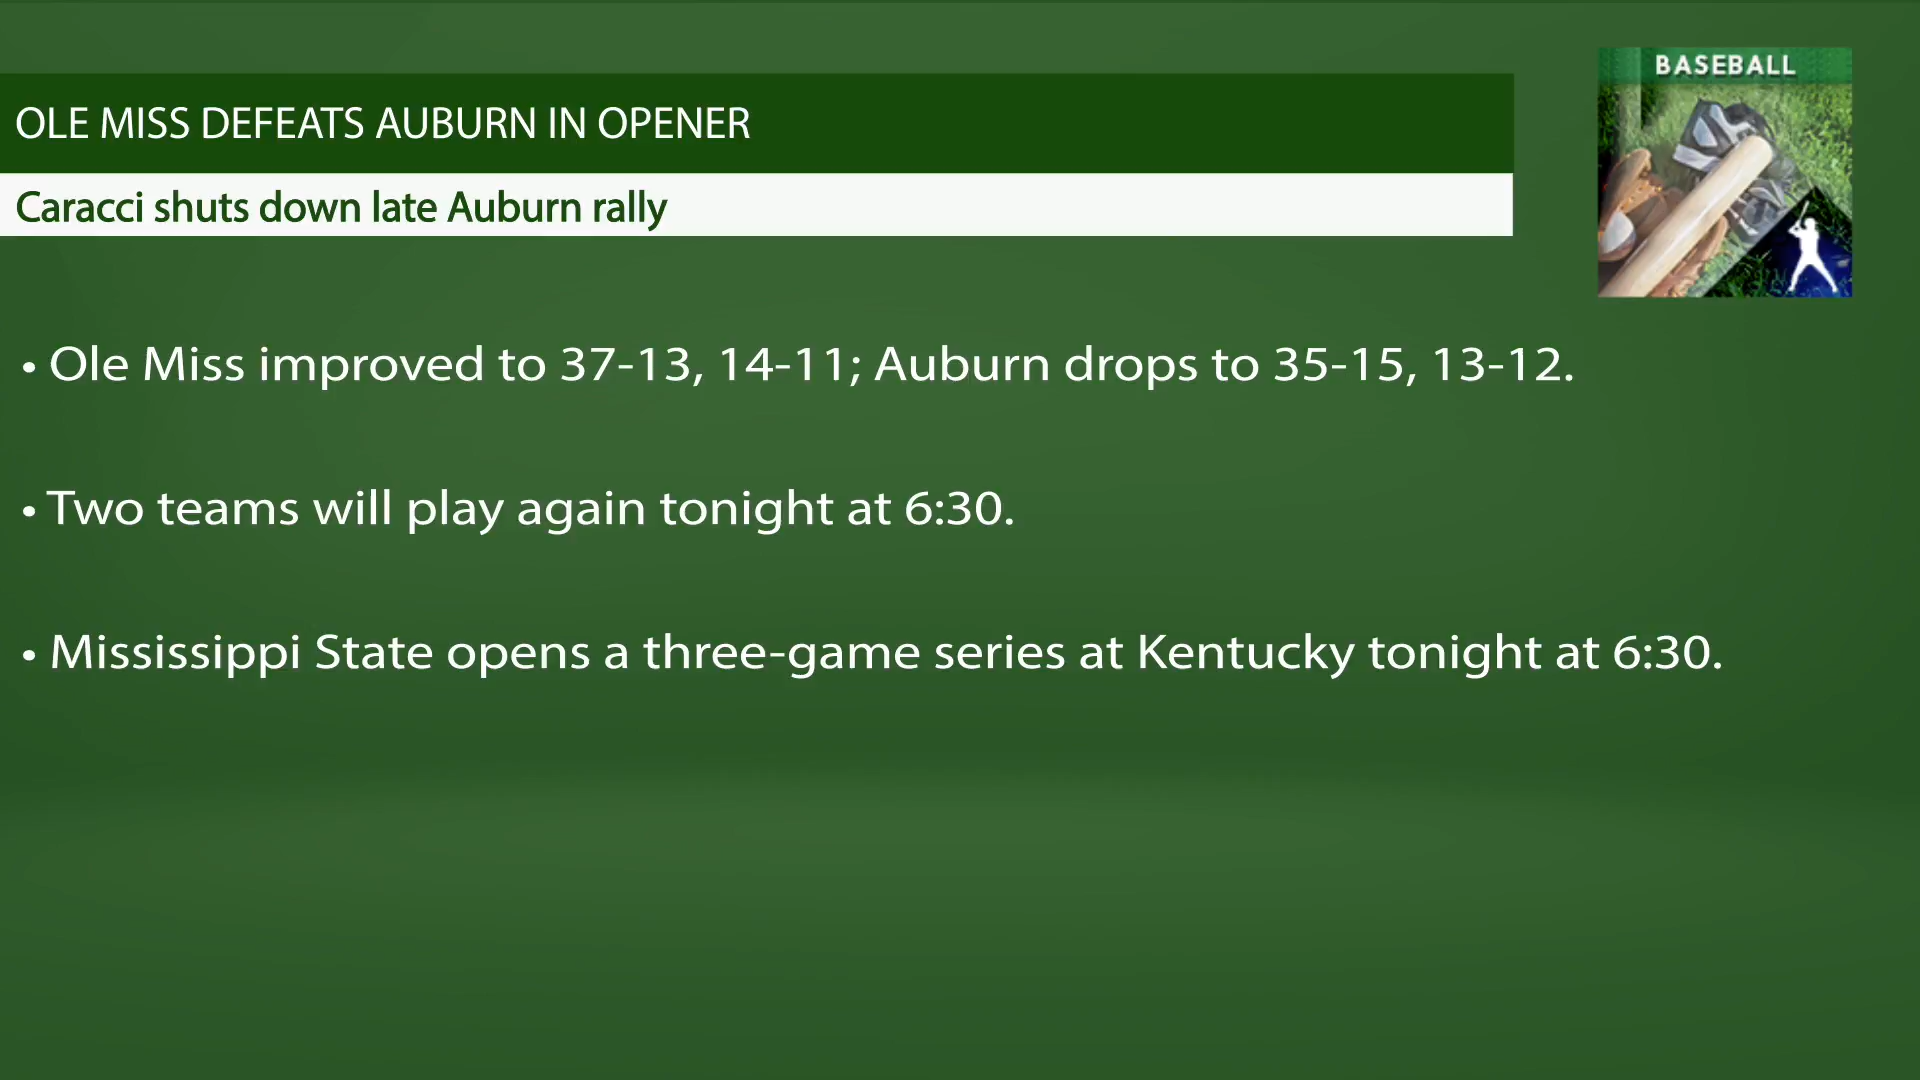 BASEBALL
OLE MISS DEFEATS AUBURN IN OPENER
Caracci shuts down late Auburn rally
• Ole Miss improved to 37-13, 14-11; Auburn drops to 35-15, 13-12.
• Two teams will play again tonight at 6:30.
• Mississippi State opens a three-game series at Kentucky tonight at 6:30.